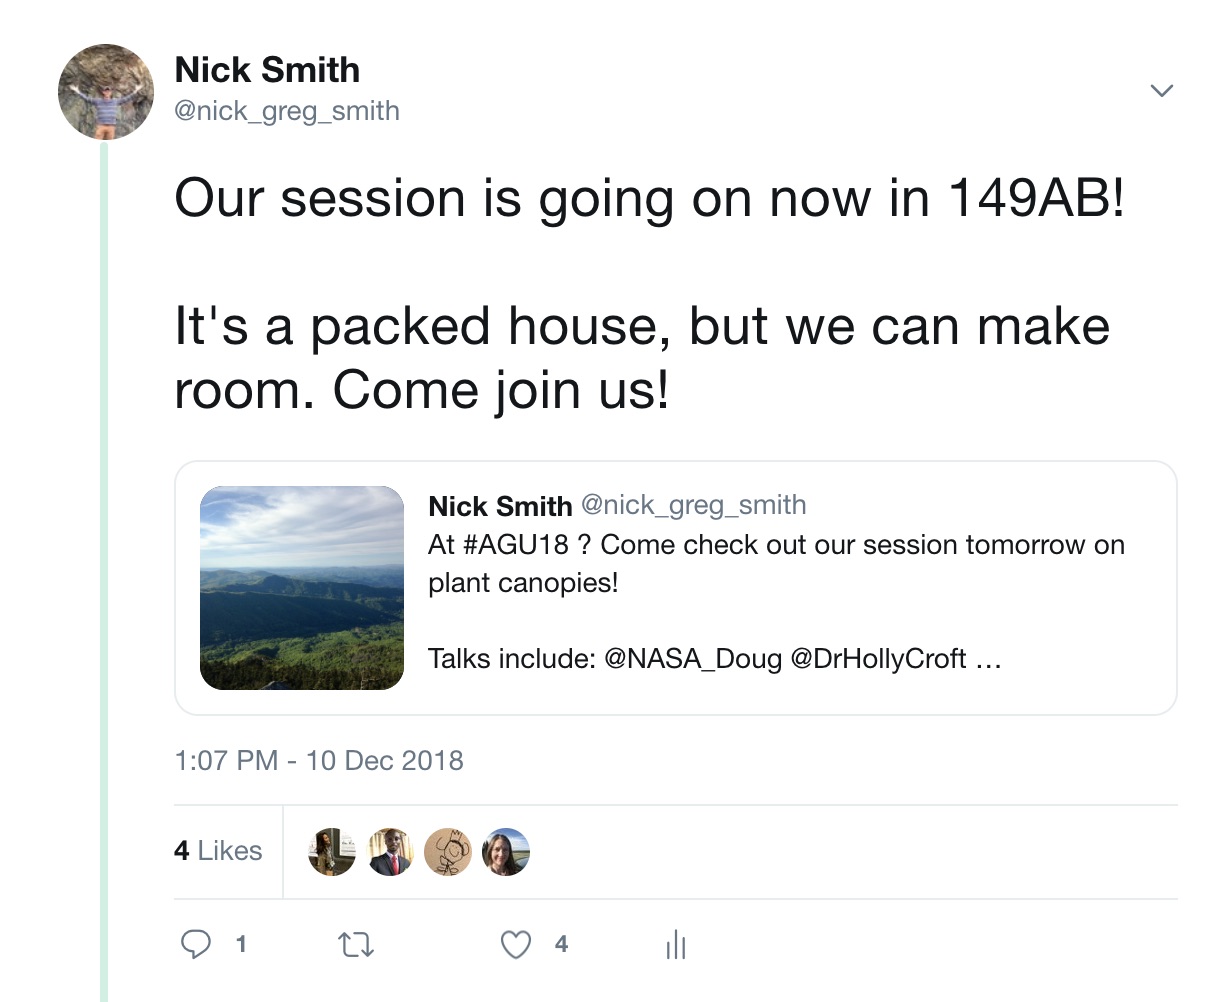 Nick Smith
@nick_greg_smith
Our session is going on now in 149AB!
It's a packed house, but we can make
room. Come join us!
Nick Smith @nick_greg_smith
At #AGU18 ? Come check out our session tomorrow on
plant canopies!
Talks include: @NASA_Doug @DrHollyCroft …
1:07 PM - 10 Dec 2018
4 Likes
1 4